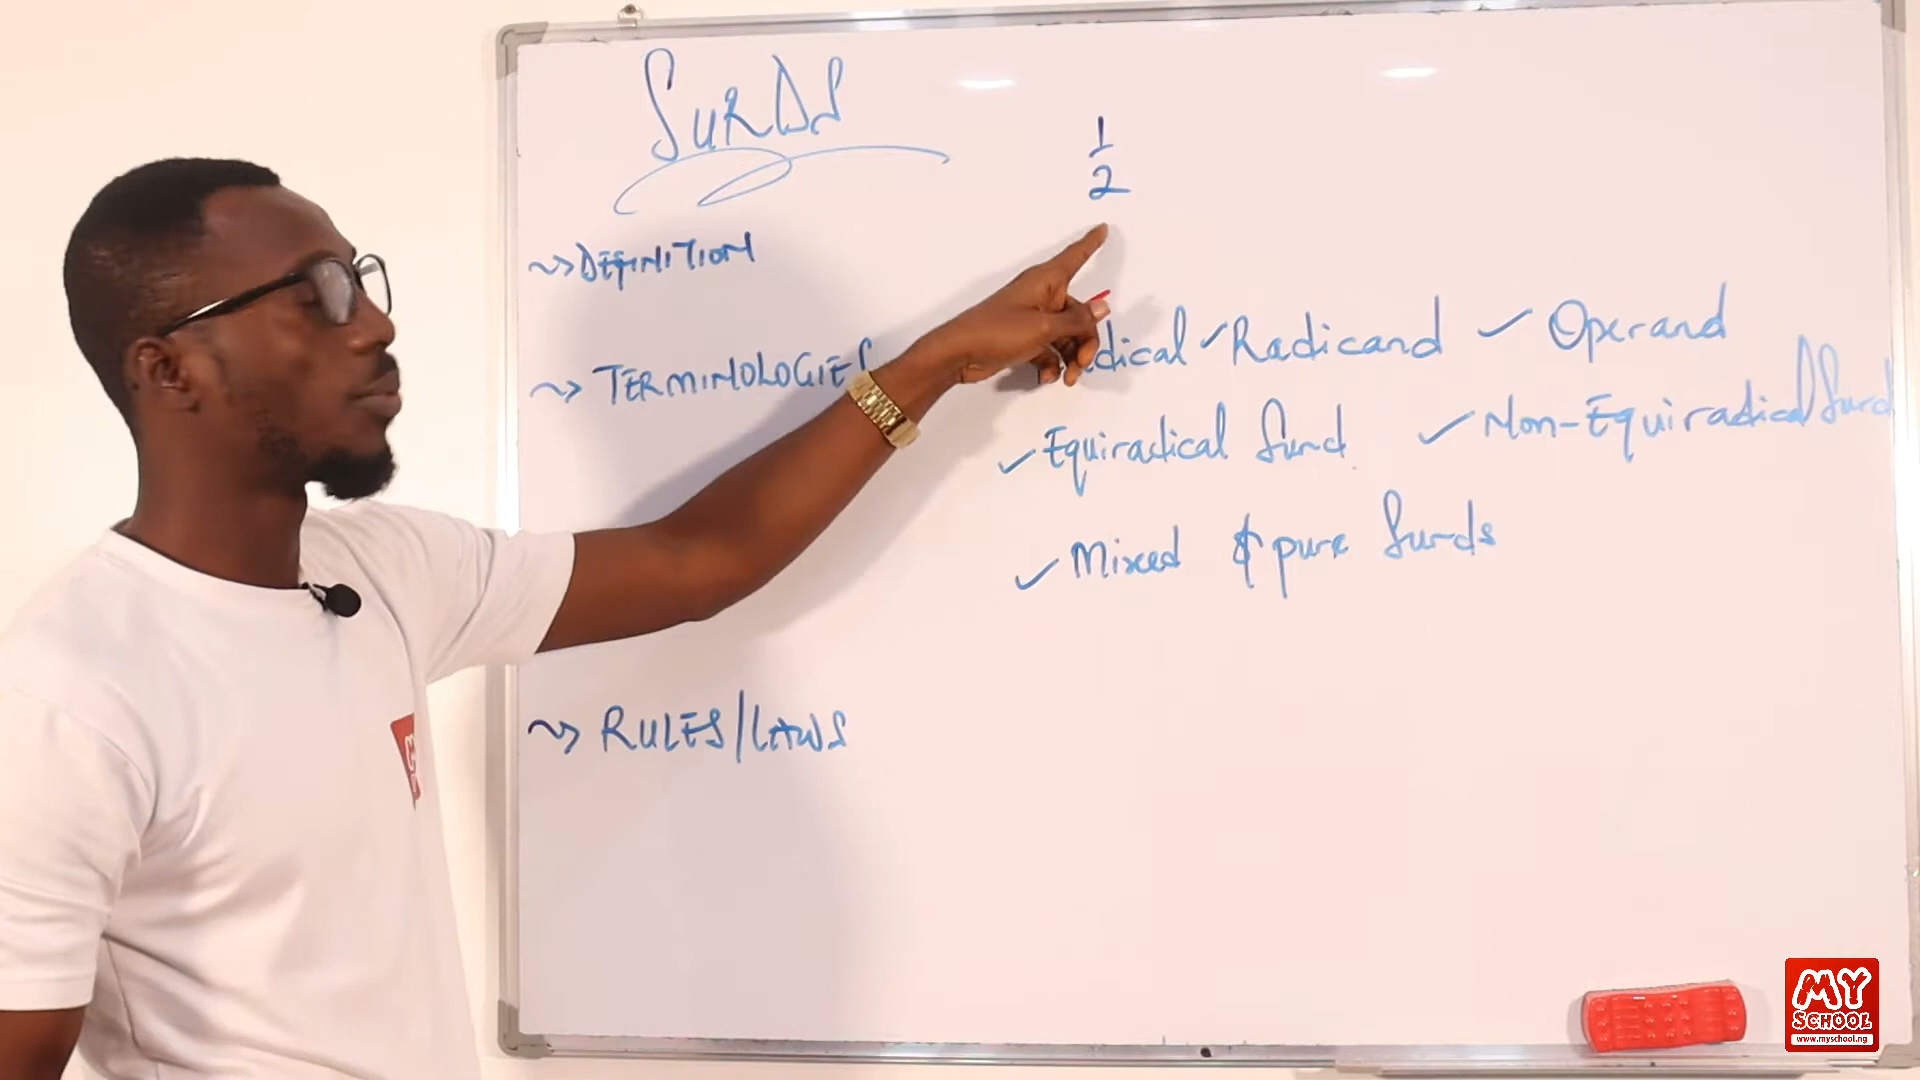 SURDS
1
2
~> DEFINITION
~> TERMINOLOGIES
dical ✓Radicand ✓ Operand
✓ Equiradical Surd ✓ Non-Equiradical Surd
✓ Mixed & pure Surds
~> RULES/LAWS
MY
SCHOOL
www.myschool.ng